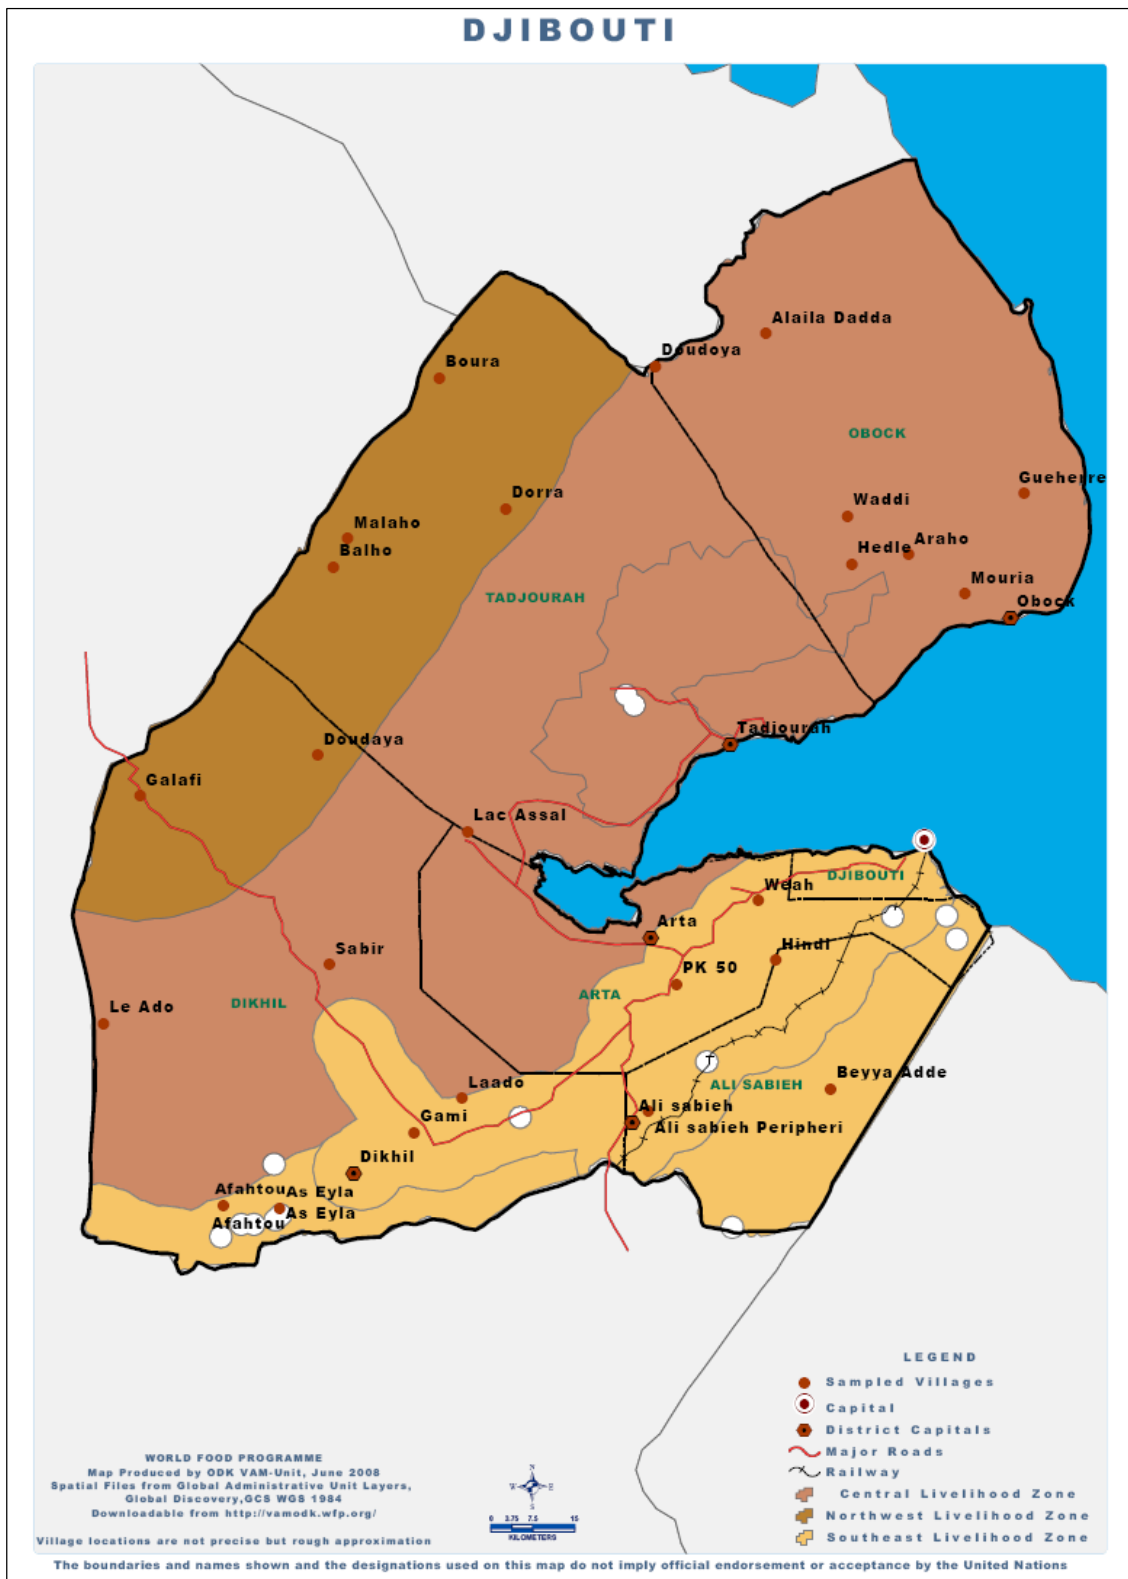 DJIBOUTI
Alaila Dadda
Doudoya
Boura
OBOCK
Gueherre
Dorra
Waddi
Malaho
Araho
Hedle
Balho
Mouria
TADJOURAH
Obock
Tadjourah
Doudaya
Galafi
Lac Assal
DJIBOUTI
Weah
Arta
Sabir
Hindi
PK 50
ARTA
DIKHIL
Le Ado
Beyya Adde
Laado
ALI SABIEH
Ali sabieh
Gami
Ali sabieh Peripheri
Dikhil
Afahtou
As Eyla
As Eyla
Afahtou
LEGEND
Sampled Villages
Capital
District Capitals
Major Roads
Railway
Central Livelihood Zone
Northwest Livelihood Zone
Southeast Livelihood Zone
WORLD FOOD PROGRAMME
Map Produced by ODK VAM-Unit, June 2008
Spatial Files from Global Administrative Unit Layers,
Global Discovery,GCS WGS 1984
Downloadable from http://vamodk.wfp.org/
Village locations are not precise but rough approximation
N
W E
S
0 3.75 7.5 15
KILOMETERS
The boundaries and names shown and the designations used on this map do not imply official endorsement or acceptance by the United Nations